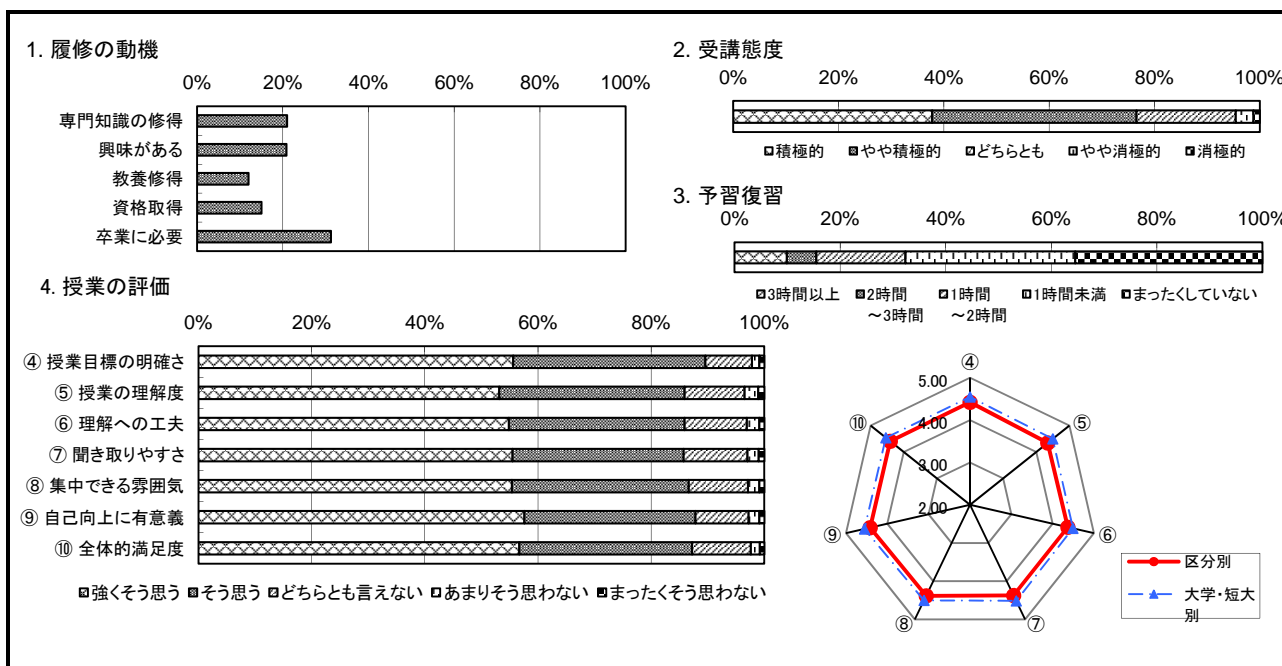 1. 履修の動機
0% 20% 40% 60% 80% 100%
専門知識の修得
興味がある
教養修得
資格取得
卒業に必要
2. 受講態度
0% 20% 40% 60% 80% 100%
積極的 やや積極的 どちらとも やや消極的 消極的
3. 予習復習
0% 20% 40% 60% 80% 100%
3時間以上 2時間 1時間 1時間未満 まったくしていない
～3時間 ～2時間
4. 授業の評価
0% 20% 40% 60% 80% 100%
④ 授業目標の明確さ
⑤ 授業の理解度
⑥ 理解への工夫
⑦ 聞き取りやすさ
⑧ 集中できる雰囲気
⑨ 自己向上に有意義
⑩ 全体的満足度
強くそう思う そう思う どちらとも言えない あまりそう思わない まったくそう思わない
④
5.00
⑩ ⑤
4.00
3.00
2.00
⑨ ⑥
⑧ ⑦
区分別
大学・短大
別